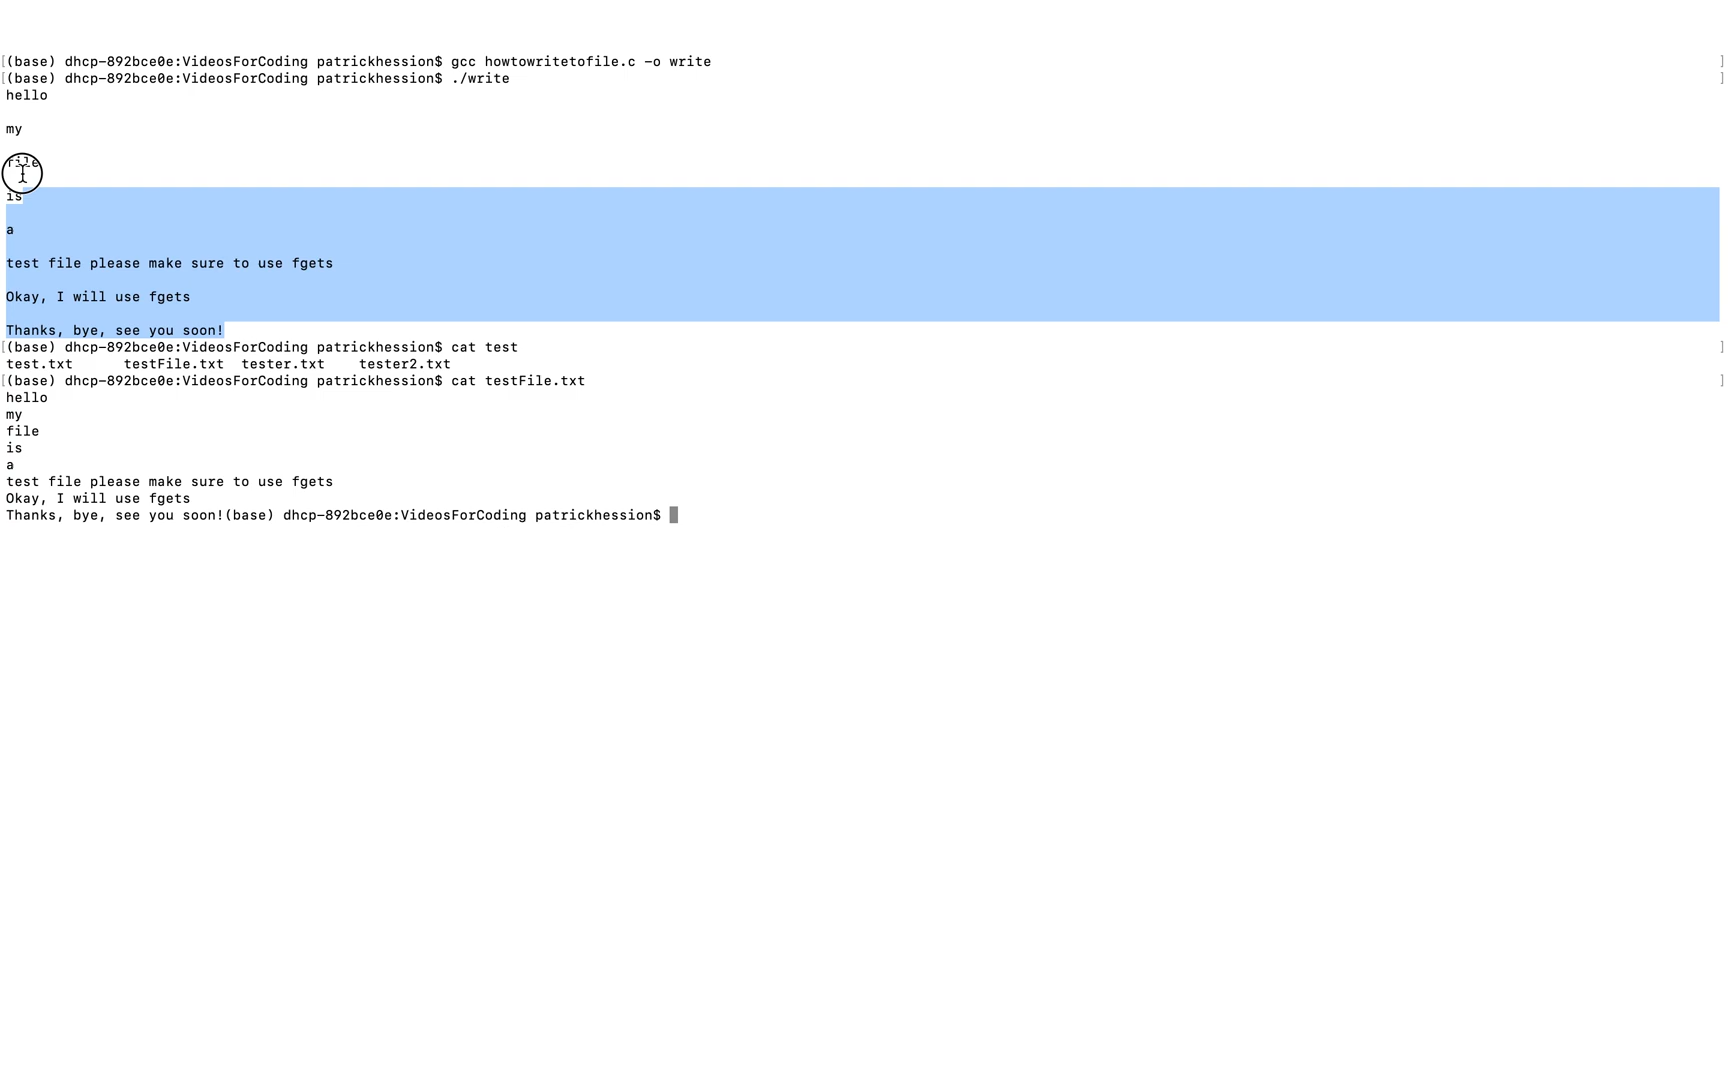 [(base) dhcp-892bce0e:VideosForCoding patrickhession$ gcc howtowritetofile.c -o write ]
[(base) dhcp-892bce0e:VideosForCoding patrickhession$ ./write ]
hello
my
file
is
a
test file please make sure to use fgets
Okay, I will use fgets
Thanks, bye, see you soon!
[(base) dhcp-892bce0e:VideosForCoding patrickhession$ cat test ]
test.txt testFile.txt tester.txt tester2.txt
[(base) dhcp-892bce0e:VideosForCoding patrickhession$ cat testFile.txt ]
hello
my
file
is
a
test file please make sure to use fgets
Okay, I will use fgets
Thanks, bye, see you soon!(base) dhcp-892bce0e:VideosForCoding patrickhession$